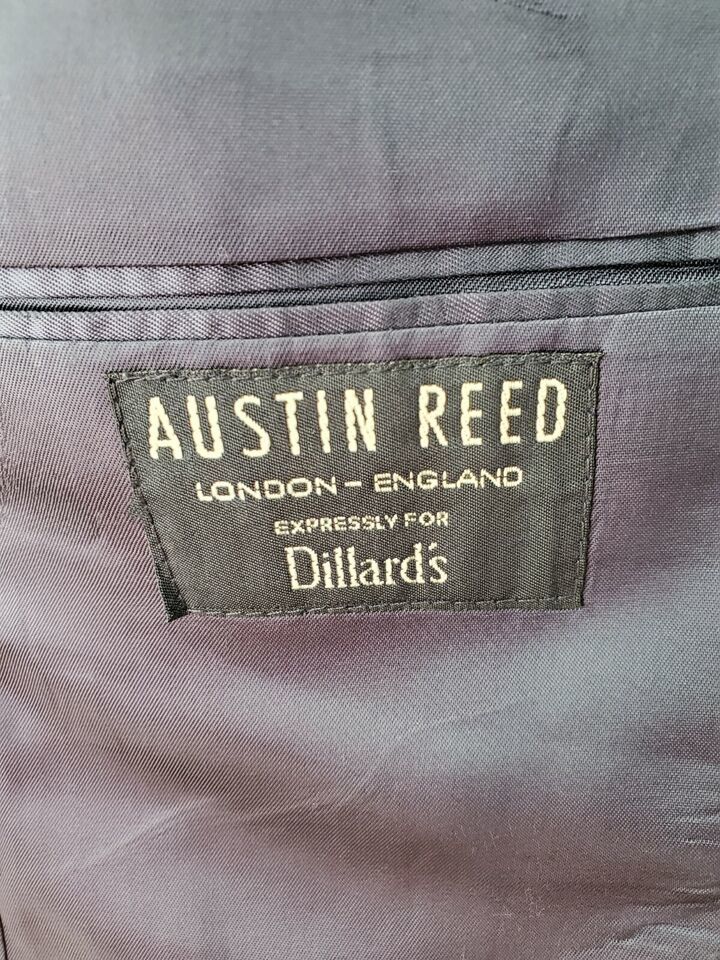 AUSTIN REED
LONDON - ENGLAND
EXPRESSLY FOR
Dillard's